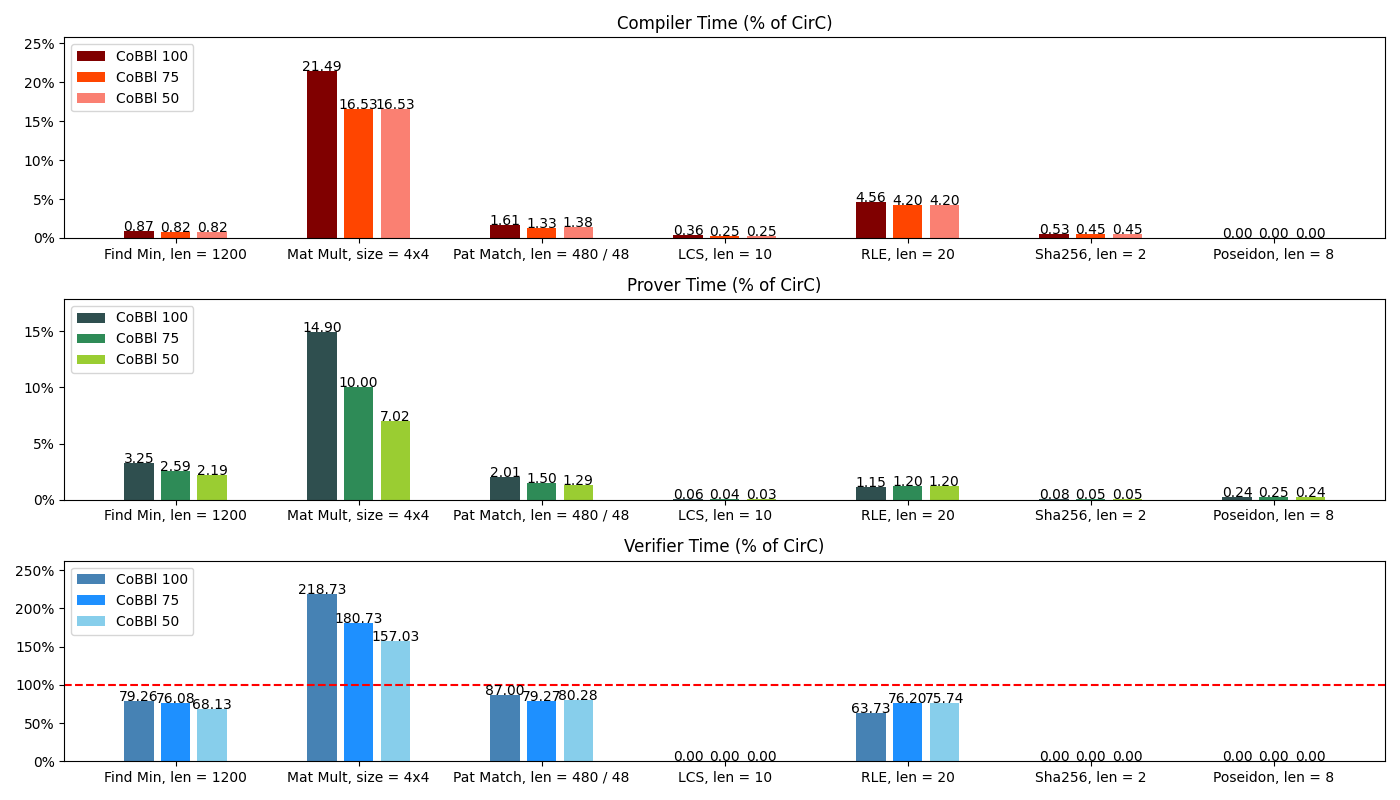 Compiler Time (% of CirC)
25%
20%
15%
10%
5%
0%
CoBBl 100
CoBBl 75
CoBBl 50
0.87 0.82 0.82
21.49 16.53 16.53
1.61 1.33 1.38
0.36 0.25 0.25
4.56 4.20 4.20
0.53 0.45 0.45
0.00 0.00 0.00
Find Min, len = 1200
Mat Mult, size = 4x4
Pat Match, len = 480 / 48
LCS, len = 10
RLE, len = 20
Sha256, len = 2
Poseidon, len = 8
Prover Time (% of CirC)
15%
10%
5%
0%
CoBBl 100
CoBBl 75
CoBBl 50
3.25 2.59 2.19
14.90 10.00 7.02
2.01 1.50 1.29
0.06 0.04 0.03
1.15 1.20 1.20
0.08 0.05 0.05
0.24 0.25 0.24
Find Min, len = 1200
Mat Mult, size = 4x4
Pat Match, len = 480 / 48
LCS, len = 10
RLE, len = 20
Sha256, len = 2
Poseidon, len = 8
Verifier Time (% of CirC)
250%
200%
150%
100%
50%
0%
CoBBl 100
CoBBl 75
CoBBl 50
79.26 76.08 68.13
218.73 180.73 157.03
87.00 79.27 80.28
0.00 0.00 0.00
63.73 76.20 75.74
0.00 0.00 0.00
0.00 0.00 0.00
Find Min, len = 1200
Mat Mult, size = 4x4
Pat Match, len = 480 / 48
LCS, len = 10
RLE, len = 20
Sha256, len = 2
Poseidon, len = 8